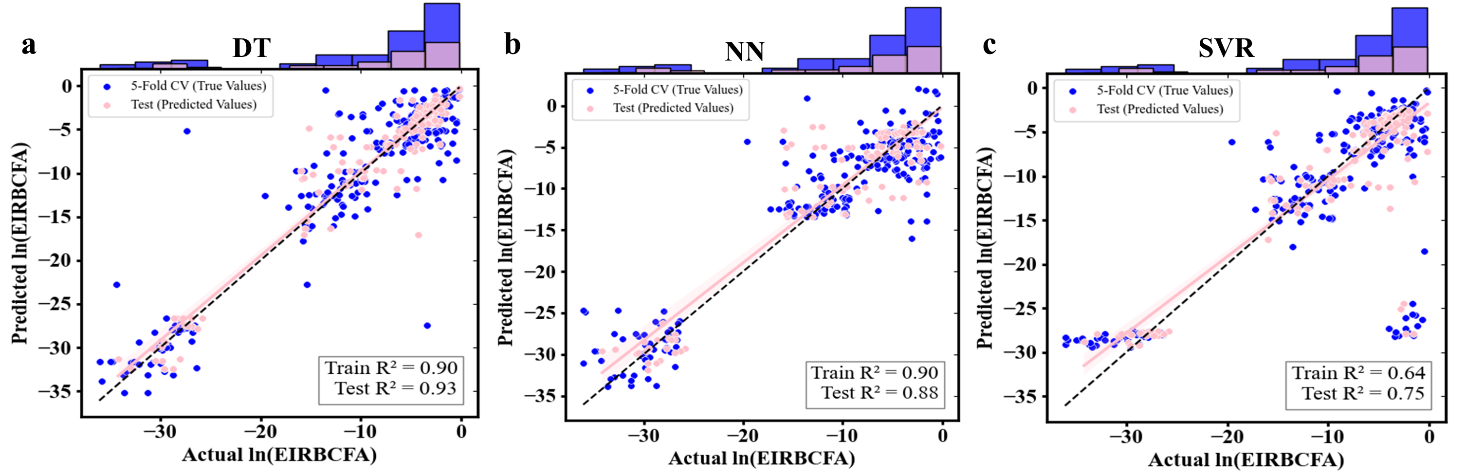 a
DT
0
−5
−10
−15
−20
−25
−30
−35
Predicted ln(EIRBCFA)
5-Fold CV (True Values)
Test (Predicted Values)
Train R² = 0.90
Test R² = 0.93
−30
−20
−10
0
Actual ln(EIRBCFA)
b
NN
0
−5
−10
−15
−20
−25
−30
−35
Predicted ln(EIRBCFA)
5-Fold CV (True Values)
Test (Predicted Values)
Train R² = 0.90
Test R² = 0.88
−30
−20
−10
0
Actual ln(EIRBCFA)
c
SVR
0
−5
−10
−15
−20
−25
−30
−35
Predicted ln(EIRBCFA)
5-Fold CV (True Values)
Test (Predicted Values)
Train R² = 0.64
Test R² = 0.75
−30
−20
−10
0
Actual ln(EIRBCFA)